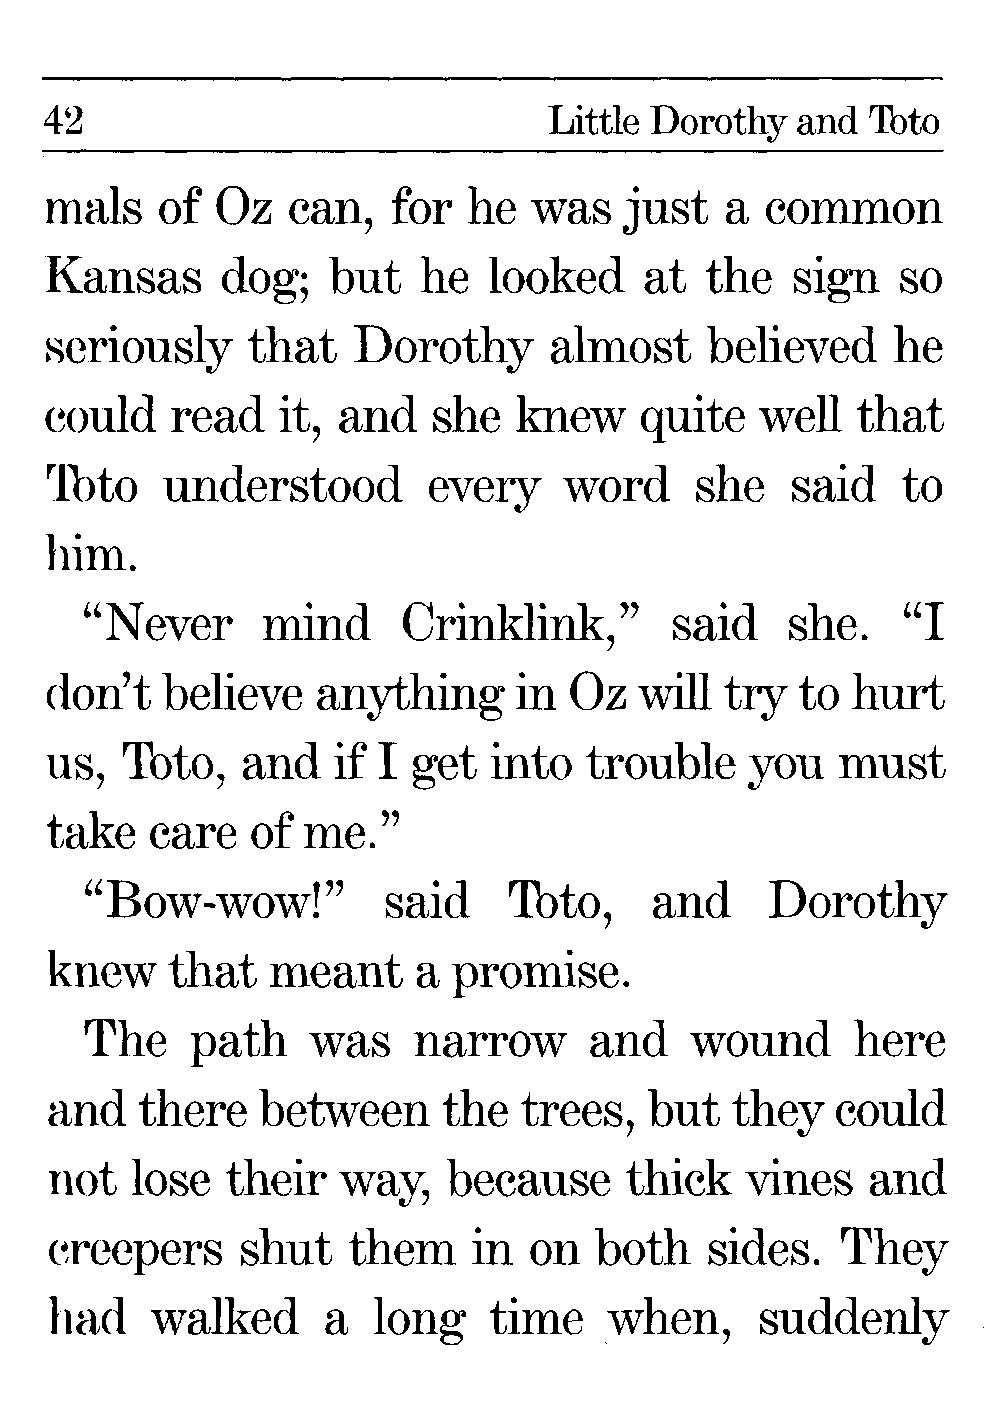 42 Little Dorothy and Toto
mals of Oz can, for he was just a common
Kansas dog; but he looked at the sign so
seriously that Dorothy almost believed he
could read it, and she knew quite well that
Toto understood every word she said to
him.
“Never mind Crinklink,” said she. “I
don’t believe anything in Oz will try to hurt
us, Toto, and if I get into trouble you must
take care of me.”
“Bow-wow!” said Toto, and Dorothy
knew that meant a promise.
The path was narrow and wound here
and there between the trees, but they could
not lose their way, because thick vines and
creepers shut them in on both sides. They
had walked a long time when, suddenly